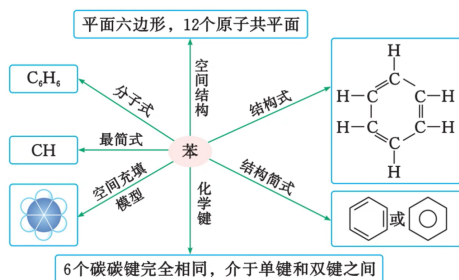 平面六边形，12个原子共平面
C₆H₆
分子式
空间结构
结构式
CH
最简式
苯
空间充填
模型
化学键
结构简式
H
H C H
C C
C C
H C H
H
或
6个碳碳键完全相同，介于单键和双键之间